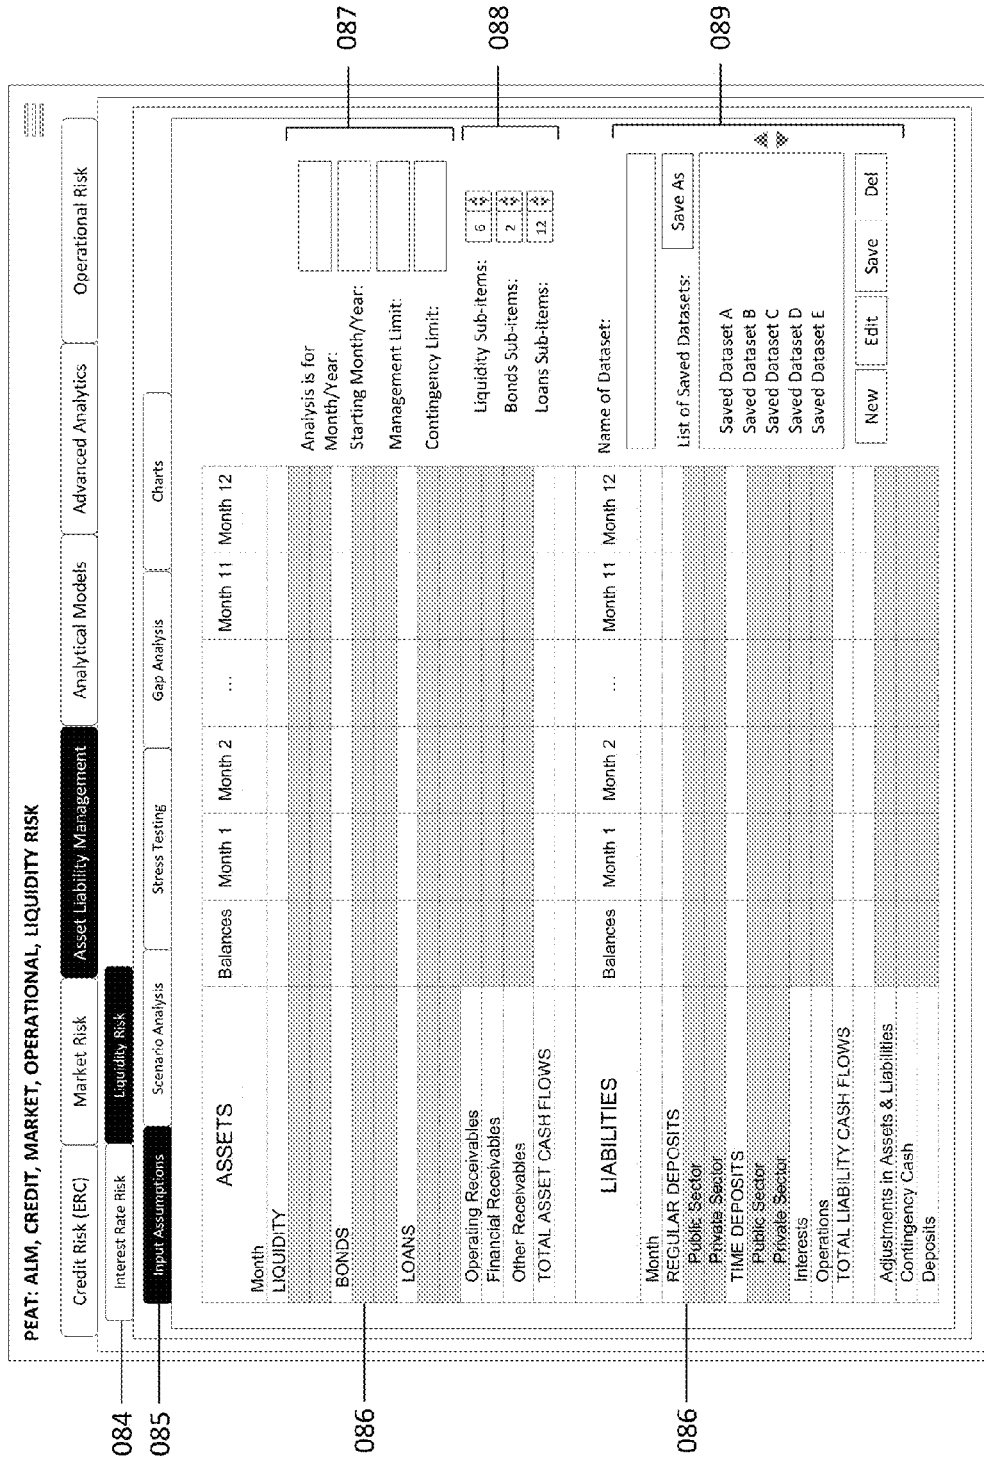 PEAT: ALM, CREDIT, MARKET, OPERATIONAL, LIQUIDITY RISK
Credit Risk (ERC) Market Risk Asset Liability Management Analytical Models Advanced Analytics Operational Risk
084
Interest Rate Risk Liquidity Risk
085
Input Assumptions Scenario Analysis Stress Testing Gap Analysis Charts
ASSETS Balances Month 1 Month 2 ... Month 11 Month 12
Month
LIQUIDITY
BONDS
LOANS
Operating Receivables
Financial Receivables
Other Receivables
TOTAL ASSET CASH FLOWS
086
LIABILITIES Balances Month 1 Month 2 ... Month 11 Month 12
Month
REGULAR DEPOSITS
Public Sector
Private Sector
TIME DEPOSITS
Public Sector
Private Sector
Interests
Operations
TOTAL LIABILITY CASH FLOWS
Adjustments in Assets & Liabilities
Contingency Cash
Deposits
086
Analysis is for
Month/Year:
Starting Month/Year:
Management Limit:
Contingency Limit:
087
Liquidity Sub-items: 6
Bonds Sub-items: 2
Loans Sub-items: 12
088
Name of Dataset:
List of Saved Datasets: Save As
Saved Dataset A
Saved Dataset B
Saved Dataset C
Saved Dataset D
Saved Dataset E
New Edit Save Del
089